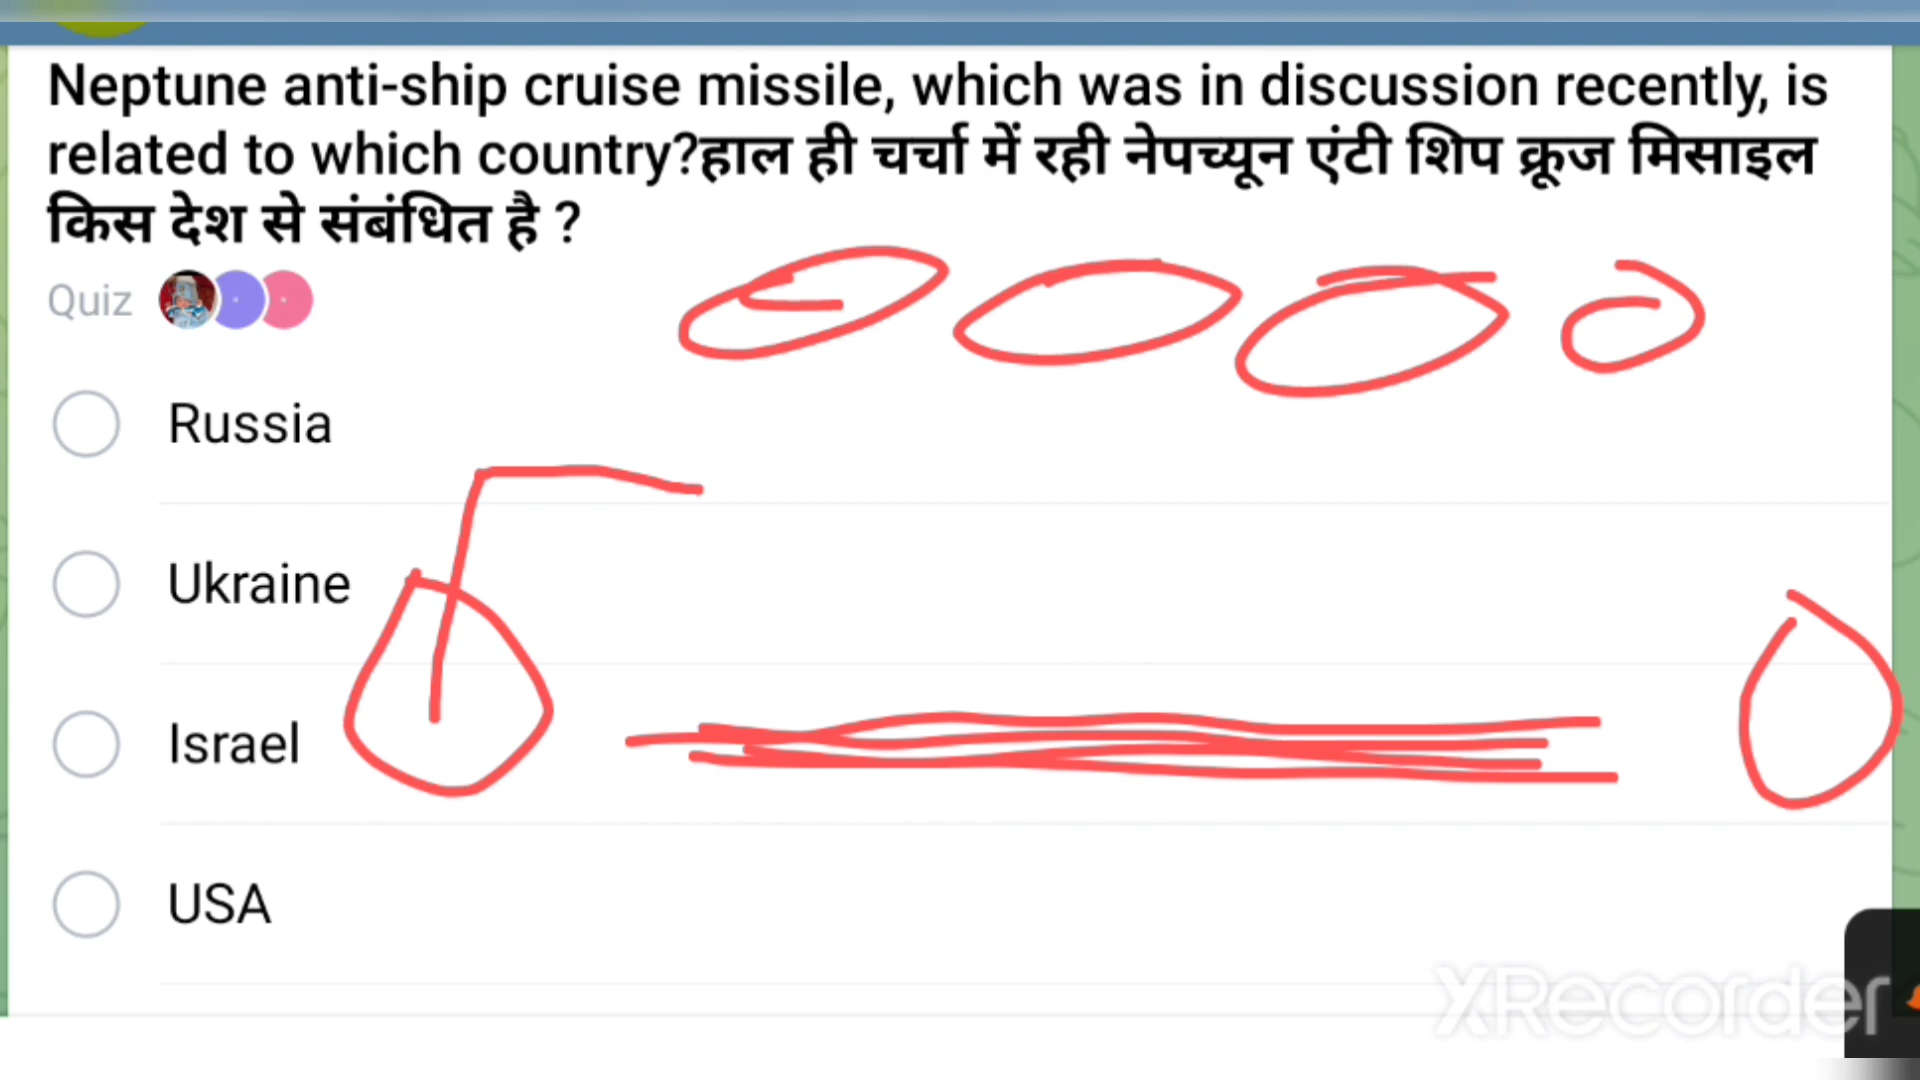 Neptune anti-ship cruise missile, which was in discussion recently, is
related to which country?हाल ही चर्चा में रही नेपच्यून एंटी शिप क्रूज मिसाइल
किस देश से संबंधित है ?
Quiz
Russia
Ukraine
Israel
USA
XRecorder